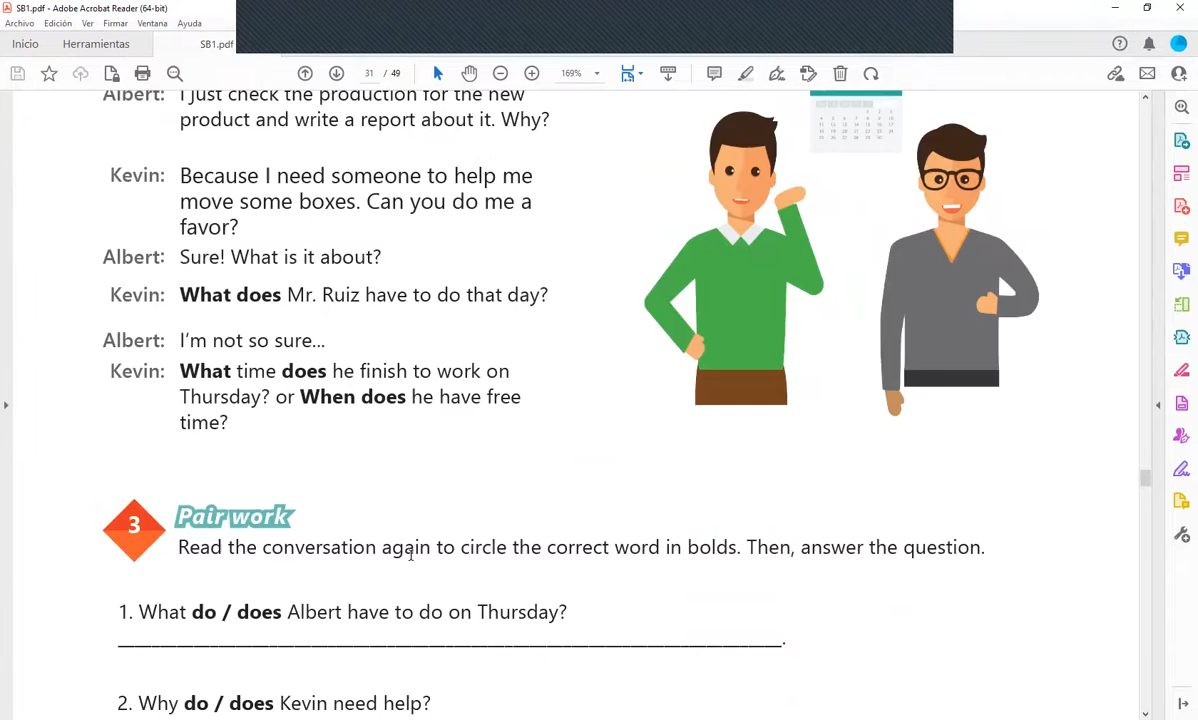 SB1.pdf - Adobe Acrobat Reader (64-bit)
Archivo Edición Ver Firmar Ventana Ayuda
Inicio Herramientas SB1.pdf
31 / 49 169%
Albert: I just check the production for the new
product and write a report about it. Why?
Kevin: Because I need someone to help me
move some boxes. Can you do me a
favor?
Albert: Sure! What is it about?
Kevin: What does Mr. Ruiz have to do that day?
Albert: I'm not so sure...
Kevin: What time does he finish to work on
Thursday? or When does he have free
time?
3 Pair work
Read the conversation again to circle the correct word in bolds. Then, answer the question.
1. What do / does Albert have to do on Thursday?
2. Why do / does Kevin need help?